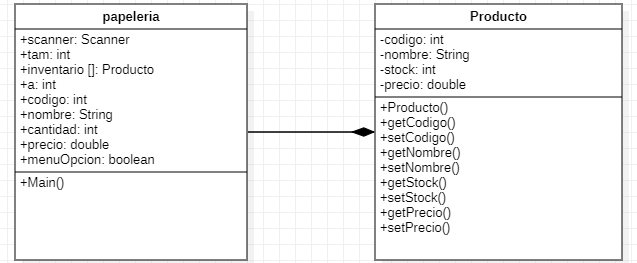 papeleria
+scanner: Scanner
+tam: int
+inventario []: Producto
+a: int
+codigo: int
+nombre: String
+cantidad: int
+precio: double
+menuOpcion: boolean
+Main()
Producto
-codigo: int
-nombre: String
-stock: int
-precio: double
+Producto()
+getCodigo()
+setCodigo()
+getNombre()
+setNombre()
+getStock()
+setStock()
+getPrecio()
+setPrecio()